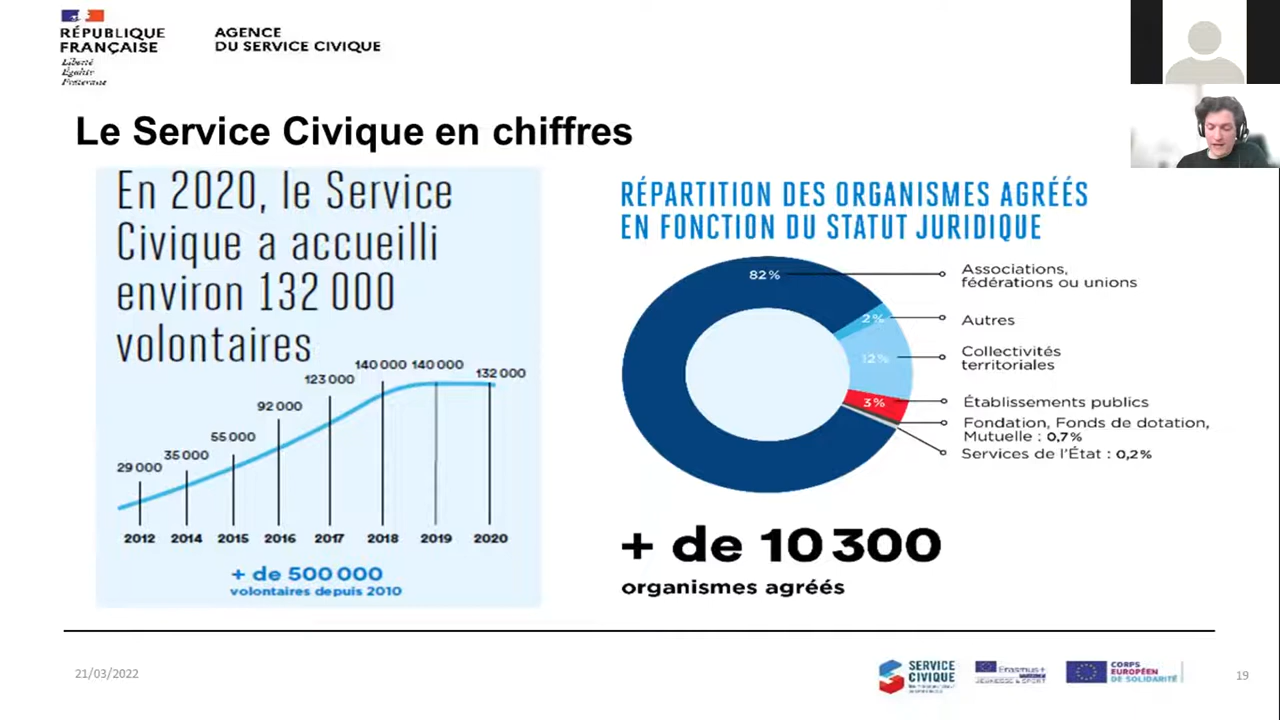 RÉPUBLIQUE
FRANÇAISE
Liberté
Égalité
Fraternité
AGENCE
DU SERVICE CIVIQUE
Le Service Civique en chiffres
En 2020, le Service
Civique a accueilli
environ 132 000
volontaires
29 000
35 000
55 000
92 000
123 000
140 000
140 000
132 000
2012 2014 2015 2016 2017 2018 2019 2020
+ de 500 000
volontaires depuis 2010
RÉPARTITION DES ORGANISMES AGRÉÉS
EN FONCTION DU STATUT JURIDIQUE
82 %
2 %
12 %
3 %
Associations,
fédérations ou unions
Autres
Collectivités
territoriales
Établissements publics
Fondation, Fonds de dotation,
Mutuelle : 0,7%
Services de l'État : 0,2%
+ de 10 300
organismes agréés
21/03/2022
SERVICE
CIVIQUE
Erasmus+
JEUNESSE & SPORT
CORPS
EUROPÉEN
DE SOLIDARITÉ
19